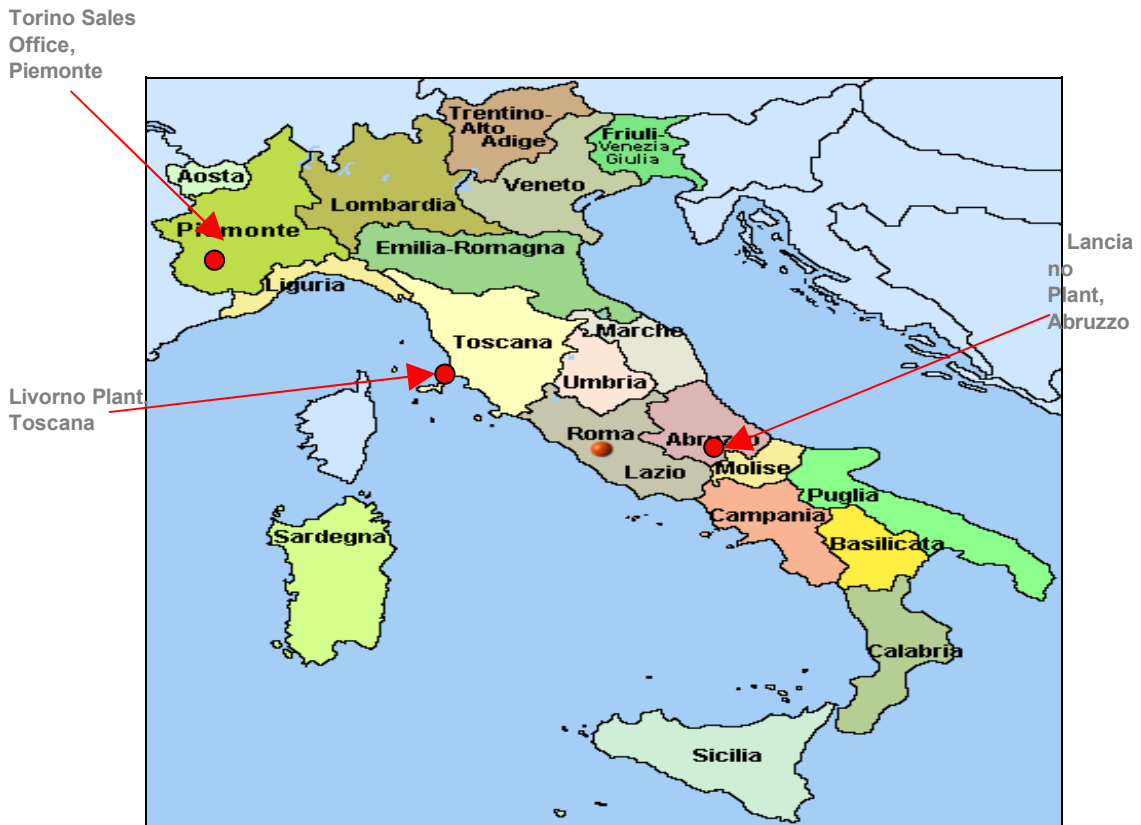 Torino Sales
Office,
Piemonte
Trentino-
Alto
Adige
Friuli-
Venezia
Giulia
Aosta
Veneto
Lombardia
Piemonte
Emilia-Romagna
Lancia
no
Plant,
Abruzzo
Liguria
Marche
Toscana
Umbria
Livorno Plant,
Toscana
Roma
Abruzzo
Lazio
Molise
Puglia
Campania
Sardegna
Basilicata
Calabria
Sicilia